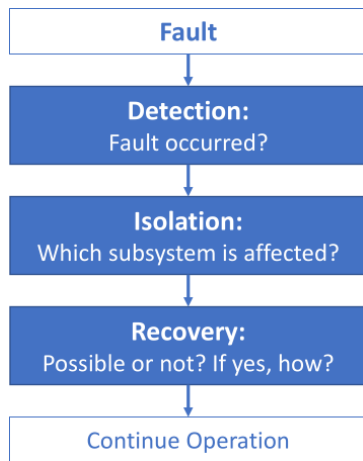 Fault
Detection:
Fault occurred?
Isolation:
Which subsystem is affected?
Recovery:
Possible or not? If yes, how?
Continue Operation